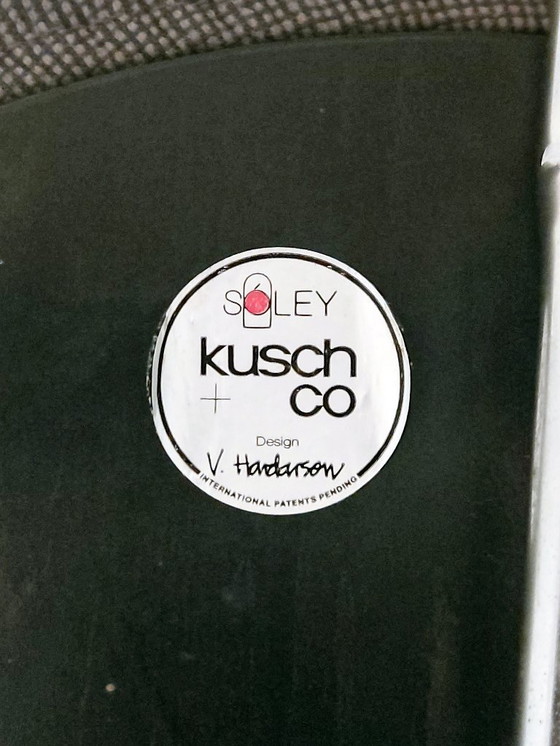 SÓLEY
kusch
+ co
Design
V. Hardarson
INTERNATIONAL PATENTS PENDING